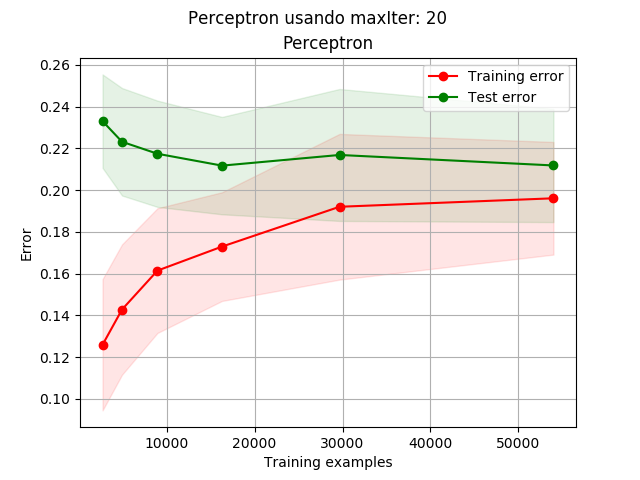 Perceptron usando maxIter: 20
Perceptron
0.26
0.24
0.22
0.20
0.18
0.16
0.14
0.12
0.10
Error
Training error
Test error
10000 20000 30000 40000 50000
Training examples